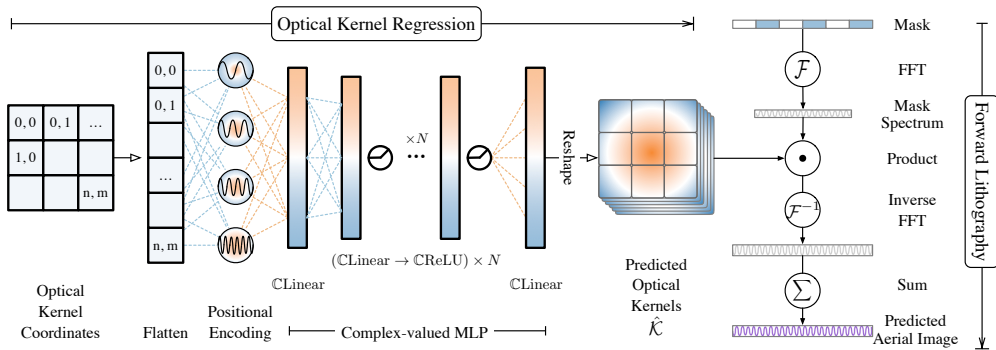 Optical Kernel Regression
0, 0
0, 1
...
1, 0
n, m
Optical
Kernel
Coordinates
0, 0
0, 1
...
n, m
Flatten
Positional
Encoding
ℂLinear
×N
...
(ℂLinear → ℂReLU) × N
ℂLinear
Complex-valued MLP
Reshape
Predicted
Optical
Kernels
𝒦̂
ℱ
ℱ⁻¹
∑
Mask
FFT
Mask
Spectrum
Product
Inverse
FFT
Sum
Predicted
Aerial Image
Forward Lithography